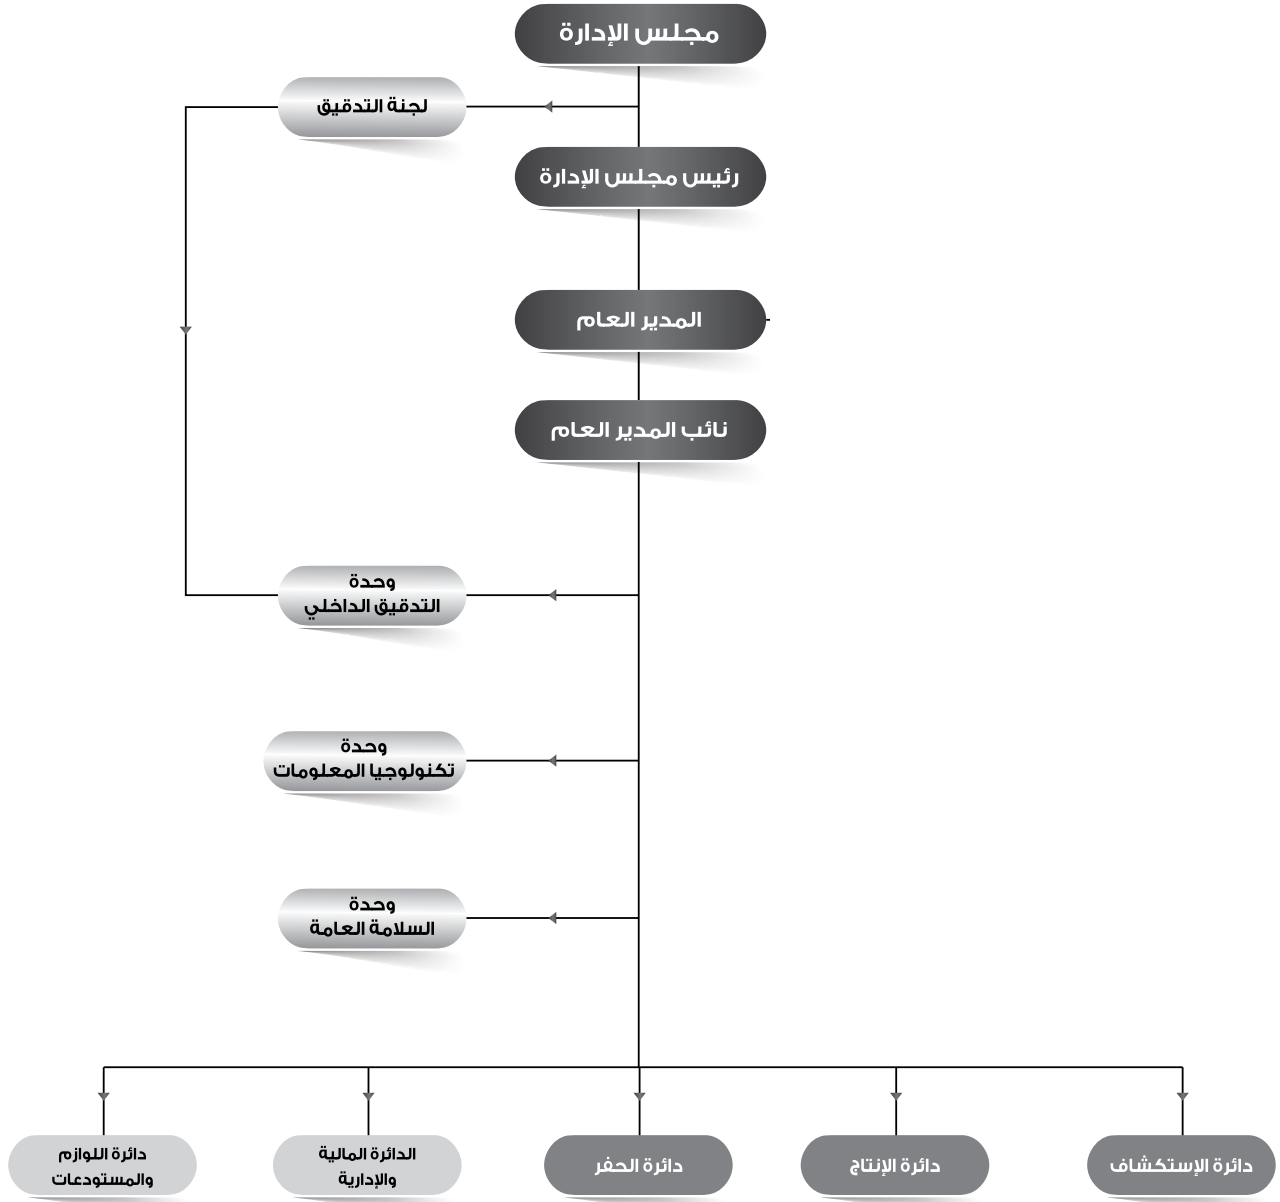 مجلس الإدارة
لجنة التدقيق
رئيس مجلس الإدارة
المدير العام
نائب المدير العام
وحدة
التدقيق الداخلي
وحدة
تكنولوجيا المعلومات
وحدة
السلامة العامة
دائرة الإستكشاف
دائرة الإنتاج
دائرة الحفر
الدائرة المالية
والإدارية
دائرة اللوازم
والمستودعات